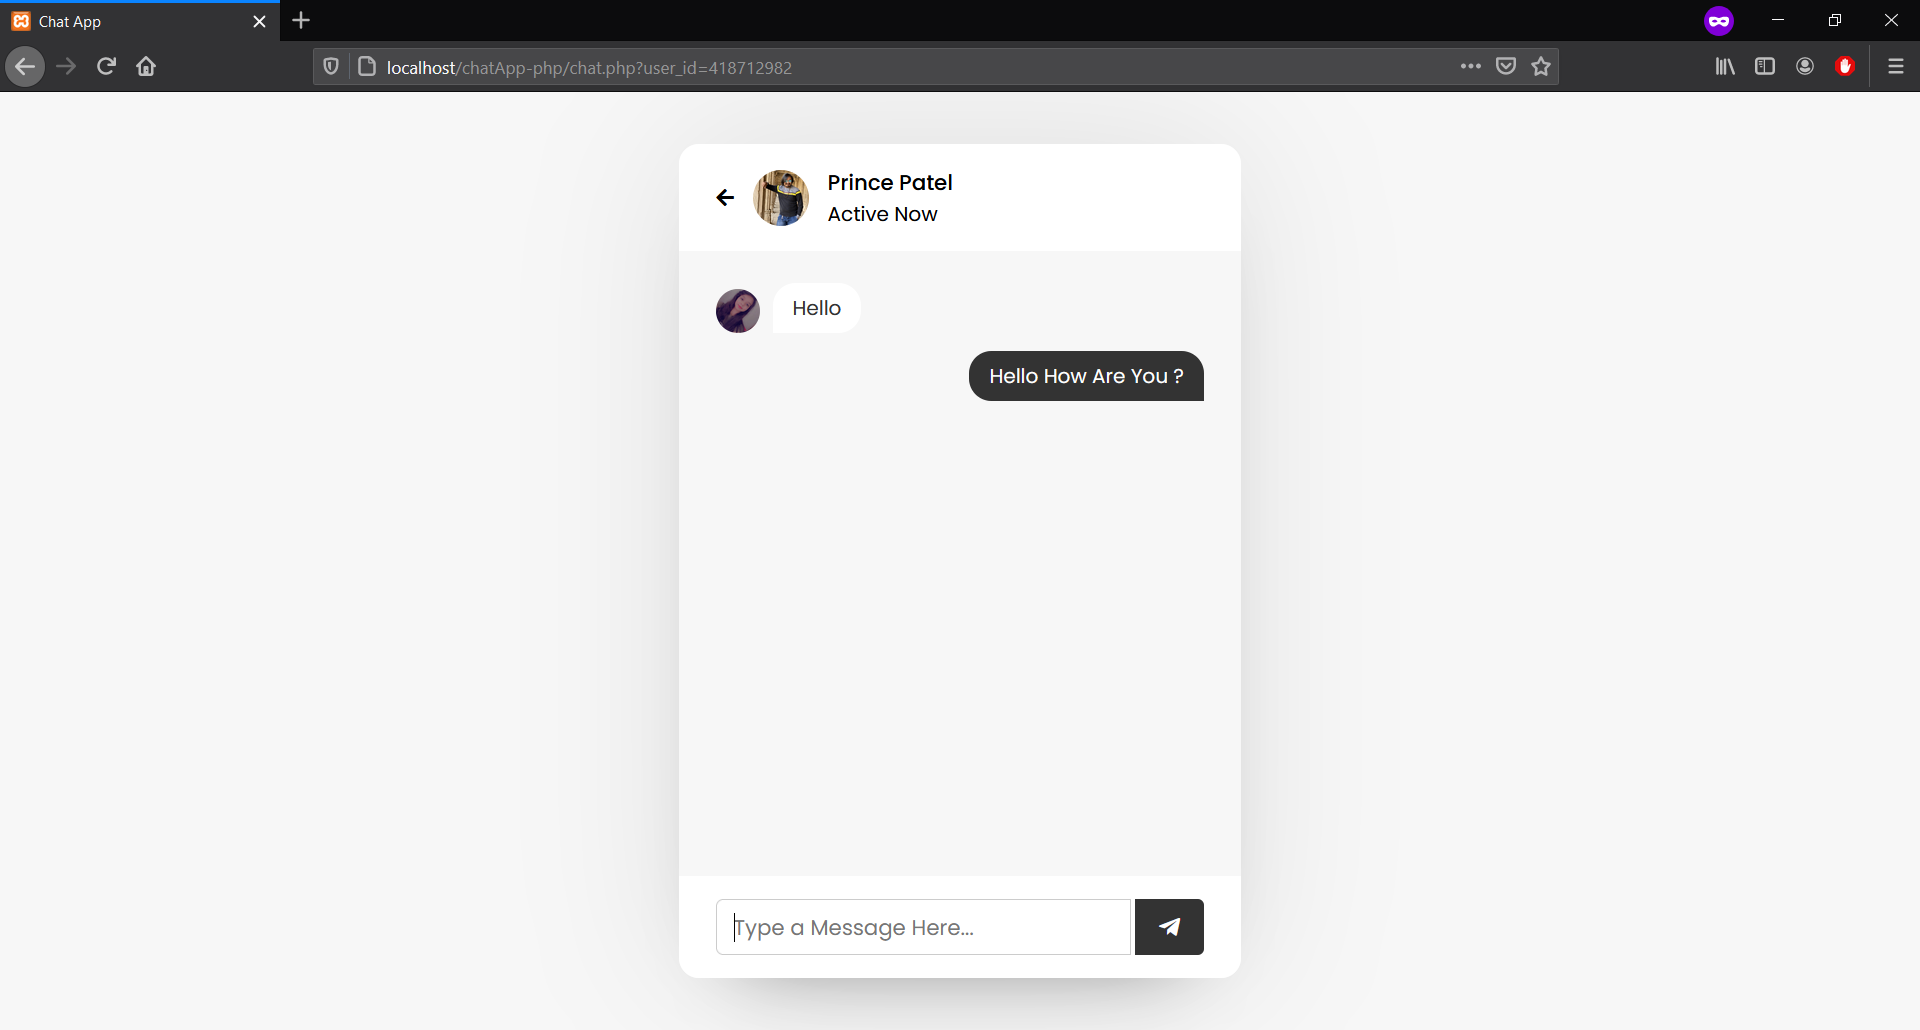 Chat App
localhost/chatApp-php/chat.php?user_id=418712982
Prince Patel
Active Now
Hello
Hello How Are You ?
Type a Message Here...